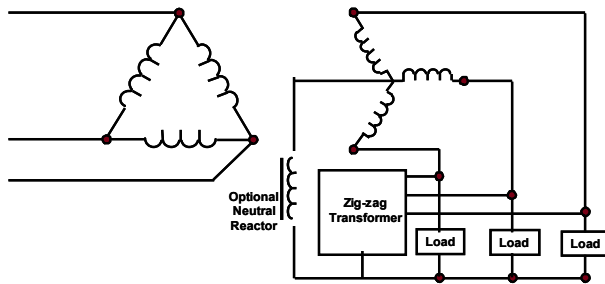 Optional
Neutral
Reactor
Zig-zag
Transformer
Load
Load
Load